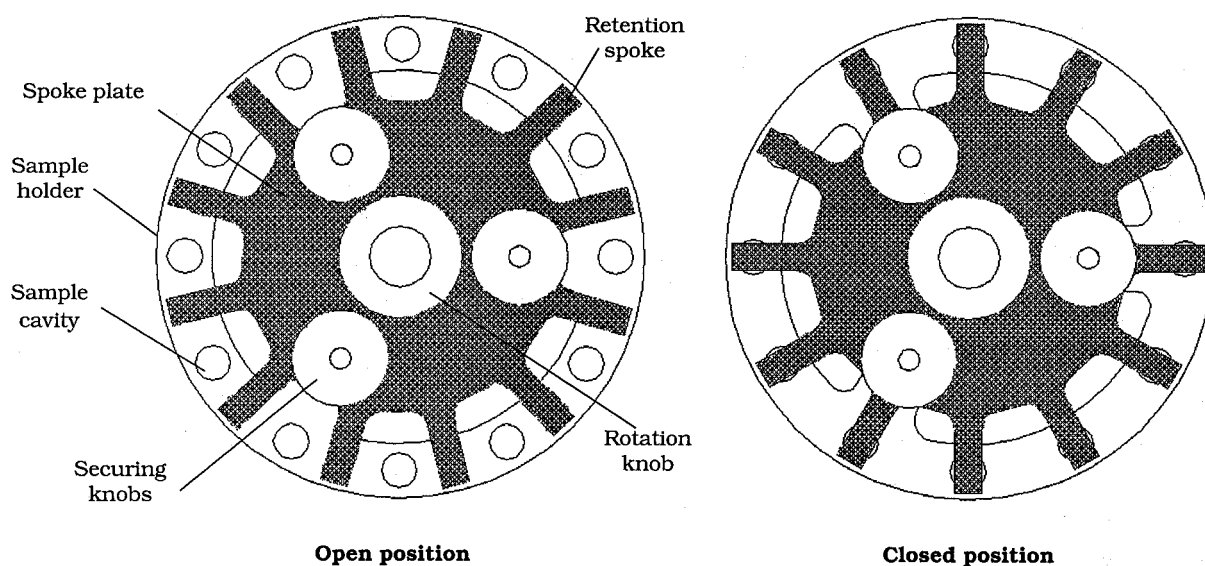 Retention
spoke
Spoke plate
Sample
holder
Sample
cavity
Securing
knobs
Rotation
knob
Open position
Closed position